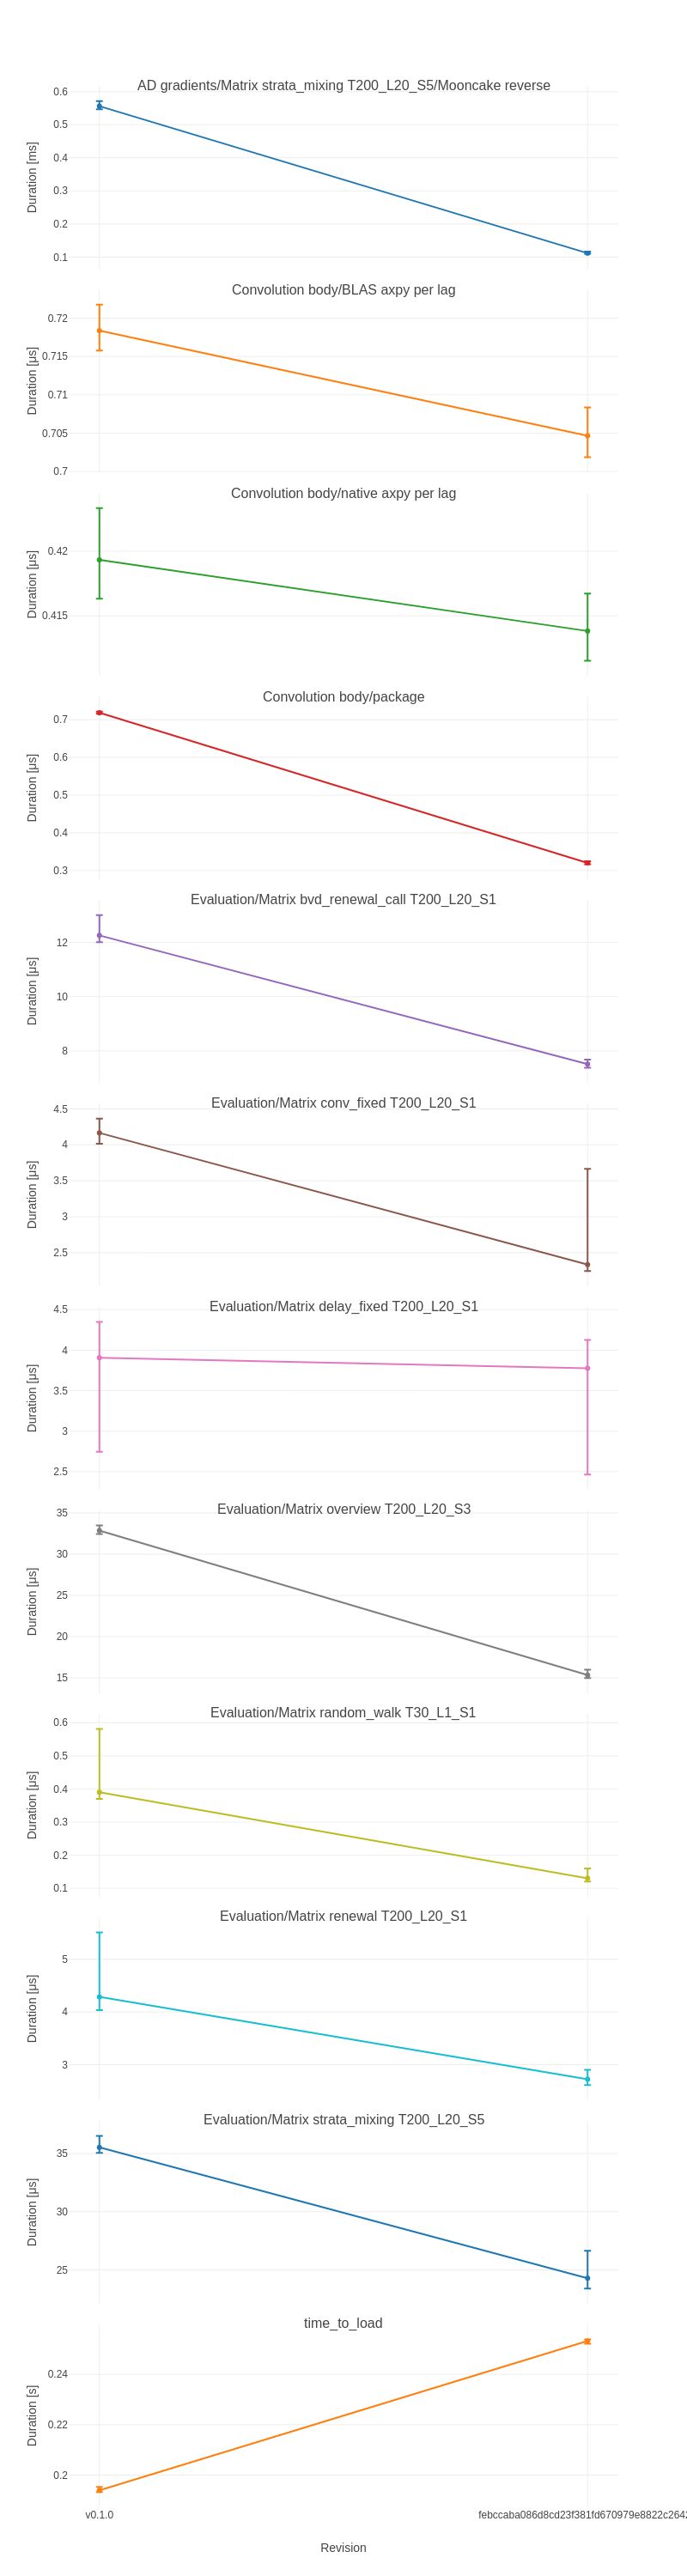 AD gradients/Matrix strata_mixing T200_L20_S5/Mooncake reverse
Duration [ms]
0.6
0.5
0.4
0.3
0.2
0.1
Convolution body/BLAS axpy per lag
Duration [μs]
0.72
0.715
0.71
0.705
0.7
Convolution body/native axpy per lag
Duration [μs]
0.42
0.415
Convolution body/package
Duration [μs]
0.7
0.6
0.5
0.4
0.3
Evaluation/Matrix bvd_renewal_call T200_L20_S1
Duration [μs]
12
10
8
Evaluation/Matrix conv_fixed T200_L20_S1
Duration [μs]
4.5
4
3.5
3
2.5
Evaluation/Matrix delay_fixed T200_L20_S1
Duration [μs]
4.5
4
3.5
3
2.5
Evaluation/Matrix overview T200_L20_S3
Duration [μs]
35
30
25
20
15
Evaluation/Matrix random_walk T30_L1_S1
Duration [μs]
0.6
0.5
0.4
0.3
0.2
0.1
Evaluation/Matrix renewal T200_L20_S1
Duration [μs]
5
4
3
Evaluation/Matrix strata_mixing T200_L20_S5
Duration [μs]
35
30
25
time_to_load
Duration [s]
0.24
0.22
0.2
v0.1.0
febccaba086d8cd23f381fd670979e8822c2642
Revision